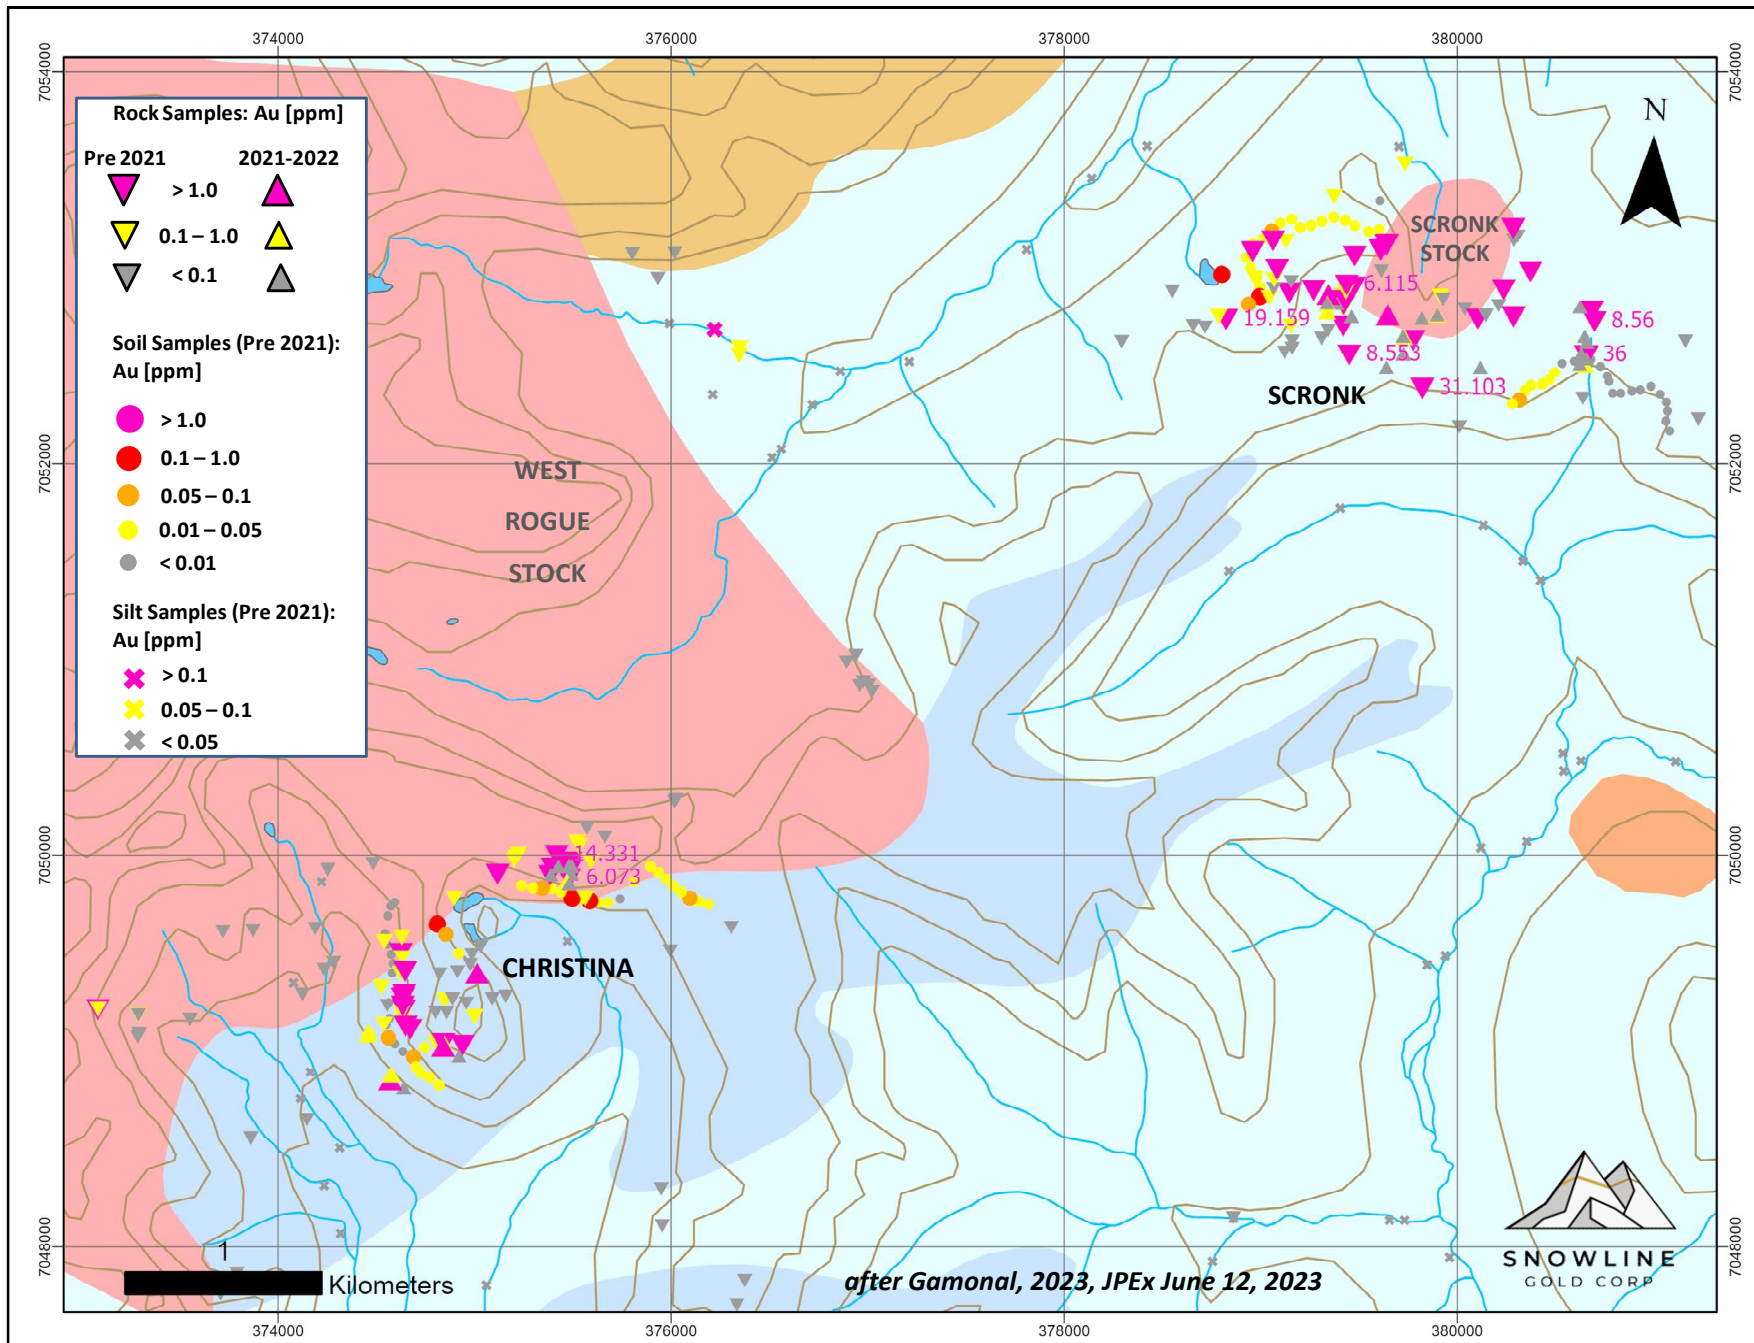 374000
376000
378000
380000
7054000
7054000
Rock Samples: Au [ppm]
Pre 2021
2021-2022
> 1.0
0.1 – 1.0
< 0.1
Soil Samples (Pre 2021):
Au [ppm]
> 1.0
0.1 – 1.0
0.05 – 0.1
0.01 – 0.05
< 0.01
Silt Samples (Pre 2021):
Au [ppm]
> 0.1
0.05 – 0.1
< 0.05
N
SCRONK
STOCK
6.115
19.159
8.56
8.553
36
31.103
SCRONK
7052000
7052000
WEST
ROGUE
STOCK
7050000
7050000
14.331
6.073
CHRISTINA
7048000
7048000
1
Kilometers
after Gamonal, 2023, JPEx June 12, 2023
SNOWLINE
GOLD CORP
374000
376000
378000
380000